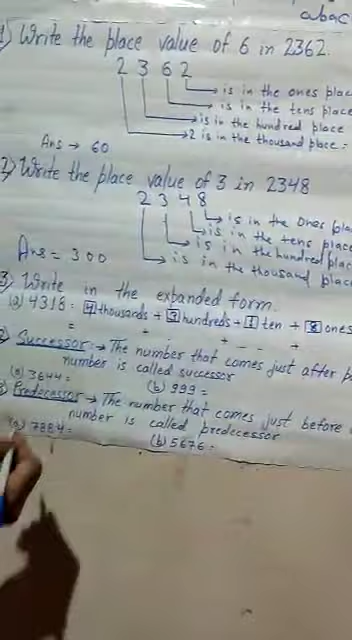 abac
1) Write the place value of 6 in 2362.
2 3 6 2
is in the ones plac
is in the tens place
is in the hundred place
2 is in the thousand place:
Ans → 60
2) Write the place value of 3 in 2348
2 3 4 8
is in the ones pla
is in the tens place
is in the hundred plac
is in the thousand plac
Ans = 300
3) Write in the expanded form.
(a) 4318 = 4 thousands + 3 hundreds + 1 ten + 8 ones
= + + -- +
Successor → The number that comes just after
number is called successor
(a) 3644 = (b) 999 =
Predecessor → The number that comes just before
number is called predecessor
(a) 7884 = (b) 5676 =